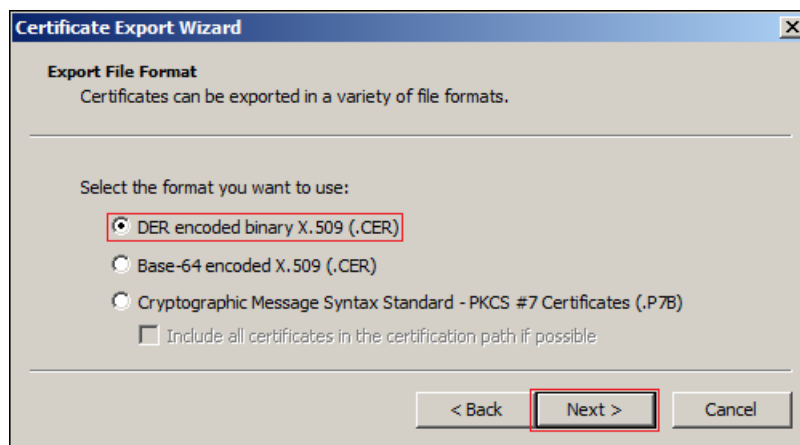 Certificate Export Wizard
Export File Format
Certificates can be exported in a variety of file formats.
Select the format you want to use:
DER encoded binary X.509 (.CER)
Base-64 encoded X.509 (.CER)
Cryptographic Message Syntax Standard - PKCS #7 Certificates (.P7B)
Include all certificates in the certification path if possible
< Back Next > Cancel